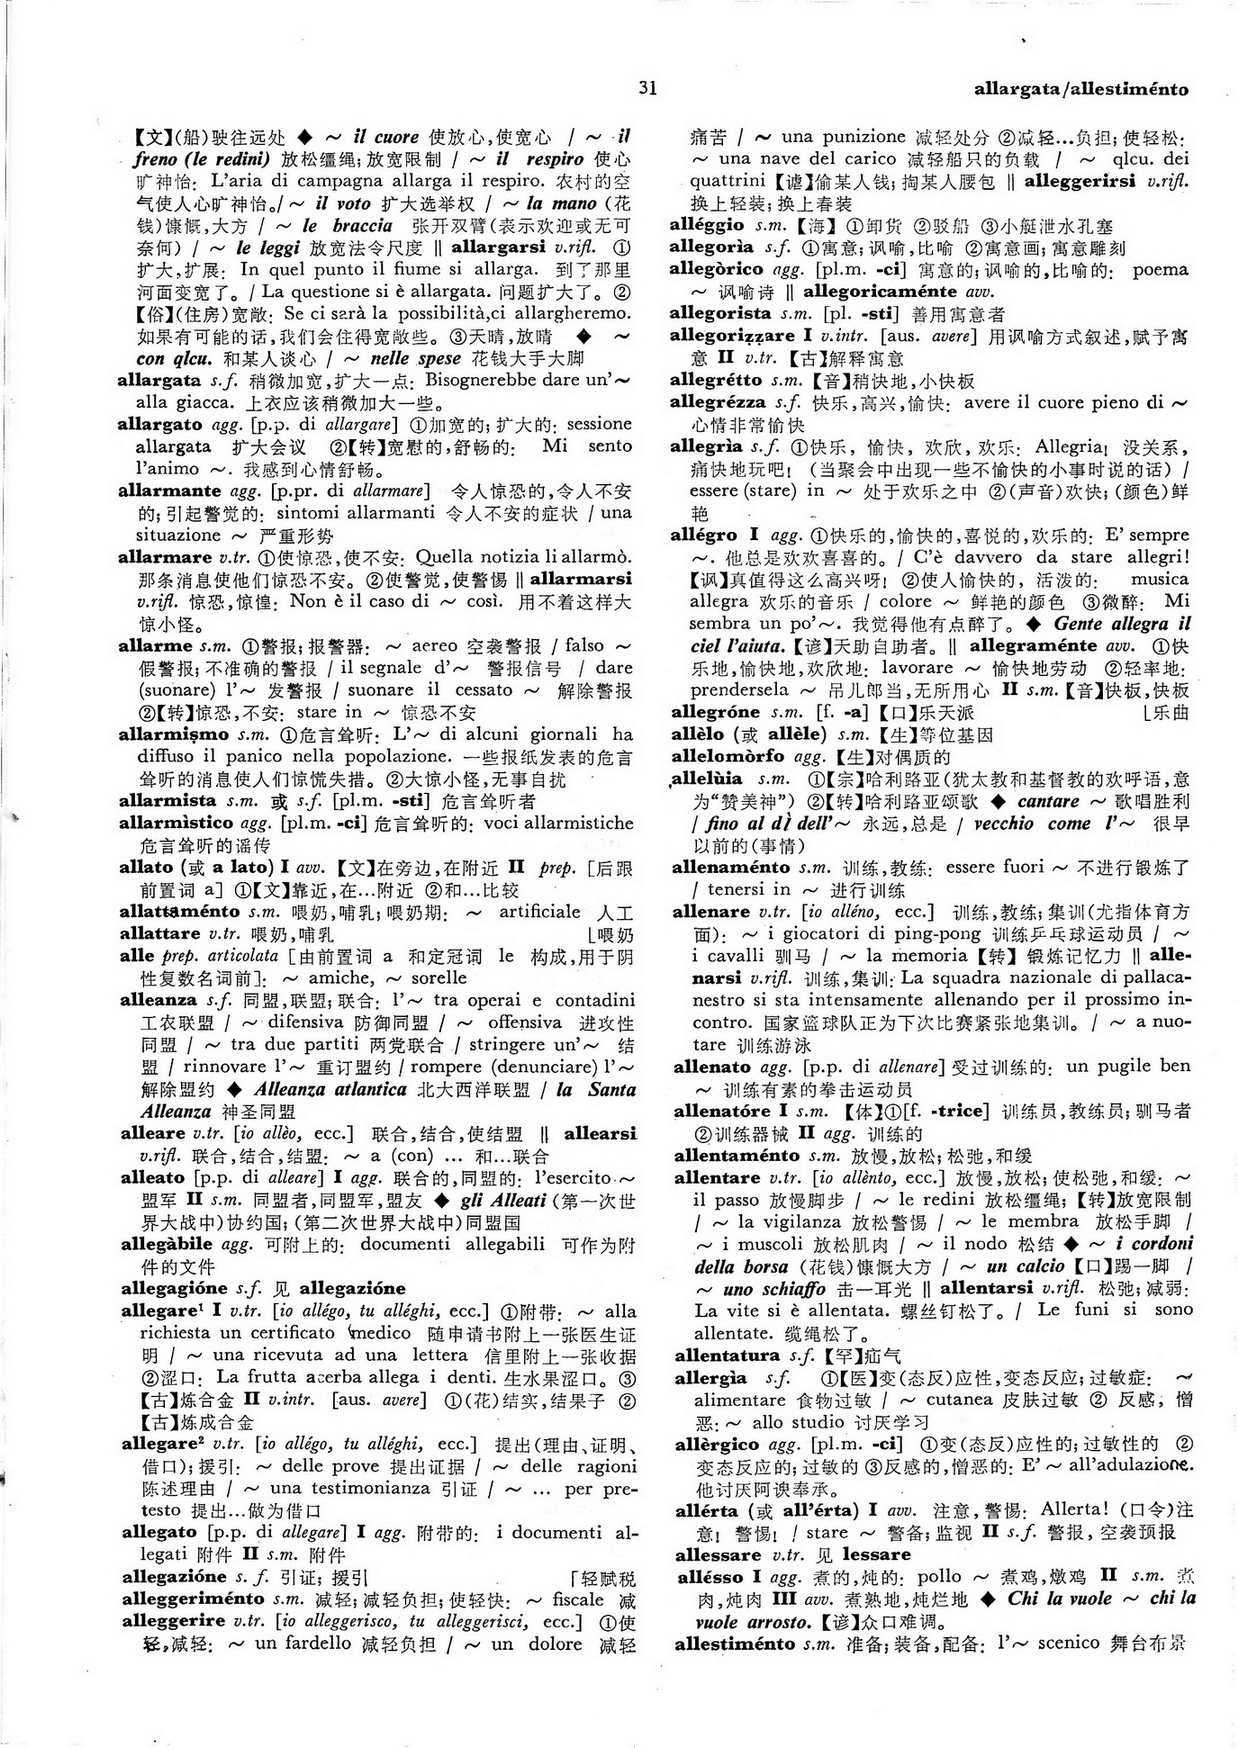 31
allargata/allestiménto
【文】(船)驶往远处 ◆ ~ il cuore 使放心,使宽心 / ~ il
freno (le redini) 放松缰绳; 放宽限制 / ~ il respiro 使心
旷神怡: L'aria di campagna allarga il respiro. 农村的空
气使人心旷神怡。/ ~ il voto 扩大选举权 / ~ la mano (花
钱)慷慨,大方 / ~ le braccia 张开双臂(表示欢迎或无可
奈何) / ~ le leggi 放宽法令尺度 ‖ allargarsi v.rifl. ①
扩大,扩展: In quel punto il fiume si allarga. 到了那里
河面变宽了。/ La questione si è allargata. 问题扩大了。②
【俗】(住房)宽敞: Se ci sarà la possibilità,ci allargheremo.
如果有可能的话,我们会住得宽敞些。③天晴,放晴 ◆ ~
con qlcu. 和某人谈心 / ~ nelle spese 花钱大手大脚
allargata s.f. 稍微加宽,扩大一点: Bisognerebbe dare un'~
alla giacca. 上衣应该稍微加大一些。
allargato agg. [p.p. di allargare] ①加宽的; 扩大的: sessione
allargata 扩大会议 ②【转】宽慰的,舒畅的: Mi sento
l'animo ~. 我感到心情舒畅。
allarmante agg. [p.pr. di allarmare] 令人惊恐的,令人不安
的; 引起警觉的: sintomi allarmanti 令人不安的症状 / una
situazione ~ 严重形势
allarmare v.tr. ①使惊恐,使不安: Quella notizia li allarmò.
那条消息使他们惊恐不安。②使警觉,使警惕 ‖ allarmarsi
v.rifl. 惊恐,惊惶: Non è il caso di ~ così. 用不着这样大
惊小怪。
allarme s.m. ①警报; 报警器: ~ aereo 空袭警报 / falso ~
假警报; 不准确的警报 / il segnale d'~ 警报信号 / dare
(suonare) l'~ 发警报 / suonare il cessato ~ 解除警报
②【转】惊恐,不安: stare in ~ 惊恐不安
allarmiṣmo s.m. ①危言耸听: L'~ di alcuni giornali ha
diffuso il panico nella popolazione. 一些报纸发表的危言
耸听的消息使人们惊慌失措。②大惊小怪,无事自扰
allarmista s.m. 或 s.f. [pl.m. -sti] 危言耸听者
allarmìstico agg. [pl.m. -ci] 危言耸听的: voci allarmistiche
危言耸听的谣传
allato (或 a lato) I avv. 【文】在旁边,在附近 II prep. [后跟
前置词 a] ①【文】靠近,在…附近 ②和…比较
allattaménto s.m. 喂奶,哺乳; 喂奶期: ~ artificiale 人工
allattare v.tr. 喂奶,哺乳 ⌊喂奶
alle prep. articolata [由前置词 a 和定冠词 le 构成,用于阴
性复数名词前]: ~ amiche, ~ sorelle
alleanza s.f. 同盟,联盟; 联合: l'~ tra operai e contadini
工农联盟 / ~ difensiva 防御同盟 / ~ offensiva 进攻性
同盟 / ~ tra due partiti 两党联合 / stringere un'~ 结
盟 / rinnovare l'~ 重订盟约 / rompere (denunciare) l'~
解除盟约 ◆ Alleanza atlantica 北大西洋联盟 / la Santa
Alleanza 神圣同盟
alleare v.tr. [io allèo, ecc.] 联合,结合,使结盟 ‖ allearsi
v.rifl. 联合,结合,结盟: ~ a (con) … 和…联合
alleato [p.p. di alleare] I agg. 联合的,同盟的: l'esercito ~
盟军 II s.m. 同盟者,同盟军,盟友 ◆ gli Alleati (第一次世
界大战中)协约国; (第二次世界大战中)同盟国
allegàbile agg. 可附上的: documenti allegabili 可作为附
件的文件
allegagióne s.f. 见 allegazióne
allegare¹ I v.tr. [io allégo, tu alléghi, ecc.] ①附带: ~ alla
richiesta un certificato medico 随申请书附上一张医生证
明 / ~ una ricevuta ad una lettera 信里附上一张收据
②涩口: La frutta acerba allega i denti. 生水果涩口。③
【古】炼合金 II v.intr. [aus. avere] ①(花)结实,结果子 ②
【古】炼成合金
allegare² v.tr. [io allégo, tu alléghi, ecc.] 提出(理由、证明、
借口); 援引: ~ delle prove 提出证据 / ~ delle ragioni
陈述理由 / ~ una testimonianza 引证 / ~ … per pre-
testo 提出…做为借口
allegato [p.p. di allegare] I agg. 附带的: i documenti al-
legati 附件 II s.m. 附件
allegazióne s. f. 引证; 援引 ⌈轻赋税
alleggeriménto s.m. 减轻; 减轻负担; 使轻快: ~ fiscale 减
alleggerire v.tr. [io alleggerisco, tu alleggerisci, ecc.] ①使
轻,减轻: ~ un fardello 减轻负担 / ~ un dolore 减轻
痛苦 / ~ una punizione 减轻处分 ②减轻…负担; 使轻松:
~ una nave del carico 减轻船只的负载 / ~ qlcu. dei
quattrini 【谑】偷某人钱; 掏某人腰包 ‖ alleggerirsi v.rifl.
换上轻装; 换上春装
alléggio s.m. 【海】 ①卸货 ②驳船 ③小艇泄水孔塞
allegorìa s.f. ①寓意; 讽喻,比喻 ②寓意画; 寓意雕刻
allegòrico agg. [pl.m. -ci] 寓意的; 讽喻的,比喻的: poema
~ 讽喻诗 ‖ allegoricaménte avv.
allegorista s.m. [pl. -sti] 善用寓意者
allegoriẓẓare I v.intr. [aus. avere] 用讽喻方式叙述,赋予寓
意 II v.tr. 【古】解释寓意
allegrétto s.m. 【音】稍快地,小快板
allegrézza s.f. 快乐,高兴,愉快: avere il cuore pieno di ~
心情非常愉快
allegrìa s.f. ①快乐, 愉快, 欢欣, 欢乐: Allegria! 没关系,
痛快地玩吧! (当聚会中出现一些不愉快的小事时说的话) /
essere (stare) in ~ 处于欢乐之中 ②(声音)欢快; (颜色)鲜
艳
allégro I agg. ①快乐的,愉快的,喜悦的,欢乐的: E' sempre
~. 他总是欢欢喜喜的。/ C'è davvero da stare allegri!
【讽】真值得这么高兴呀! ②使人愉快的, 活泼的: musica
allegra 欢乐的音乐 / colore ~ 鲜艳的颜色 ③微醉: Mi
sembra un po'~. 我觉得他有点醉了。◆ Gente allegra il
ciel l'aiuta. 【谚】天助自助者。‖ allegraménte avv. ①快
乐地,愉快地,欢欣地: lavorare ~ 愉快地劳动 ②轻率地:
prendersela ~ 吊儿郎当,无所用心 II s.m. 【音】快板,快板
allegróne s.m. [f. -a] 【口】乐天派 ⌊乐曲
allèlo (或 allèle) s.m. 【生】等位基因
allelomòrfo agg. 【生】对偶质的
allelùia s.m. ①【宗】哈利路亚(犹太教和基督教的欢呼语,意
为“赞美神”) ②【转】哈利路亚颂歌 ◆ cantare ~ 歌唱胜利
/ fino al dì dell'~ 永远,总是 / vecchio come l'~ 很早
以前的(事情)
allenaménto s.m. 训练,教练: essere fuori ~ 不进行锻炼了
/ tenersi in ~ 进行训练
allenare v.tr. [io alléno, ecc.] 训练,教练; 集训(尤指体育方
面): ~ i giocatori di ping-pong 训练乒乓球运动员 / ~
i cavalli 驯马 / ~ la memoria 【转】 锻炼记忆力 ‖ alle-
narsi v.rifl. 训练,集训: La squadra nazionale di pallaca-
nestro si sta intensamente allenando per il prossimo in-
contro. 国家篮球队正为下次比赛紧张地集训。/ ~ a nuo-
tare 训练游泳
allenato agg. [p.p. di allenare] 受过训练的: un pugile ben
~ 训练有素的拳击运动员
allenatóre I s.m. 【体】①[f. -trice] 训练员,教练员; 驯马者
②训练器械 II agg. 训练的
allentaménto s.m. 放慢,放松; 松弛,和缓
allentare v.tr. [io allènto, ecc.] 放慢,放松; 使松弛,和缓: ~
il passo 放慢脚步 / ~ le redini 放松缰绳; 【转】放宽限制
/ ~ la vigilanza 放松警惕 / ~ le membra 放松手脚 /
~ i muscoli 放松肌肉 / ~ il nodo 松结 ◆ ~ i cordoni
della borsa (花钱)慷慨大方 / ~ un calcio 【口】踢一脚 /
~ uno schiaffo 击一耳光 ‖ allentarsi v.rifl. 松弛; 减弱:
La vite si è allentata. 螺丝钉松了。/ Le funi si sono
allentate. 缆绳松了。
allentatura s.f. 【罕】疝气
allergìa s.f. ①【医】变(态反)应性,变态反应; 过敏症: ~
alimentare 食物过敏 / ~ cutanea 皮肤过敏 ② 反感, 憎
恶: ~ allo studio 讨厌学习
allèrgico agg. [pl.m. -ci] ①变(态反)应性的; 过敏性的 ②
变态反应的; 过敏的 ③反感的,憎恶的: E' ~ all'adulazione.
他讨厌阿谀奉承。
allérta (或 all'érta) I avv. 注意, 警惕: Allerta! (口令)注
意! 警惕! / stare ~ 警备; 监视 II s.f. 警报, 空袭预报
allessare v.tr. 见 lessare
allésso I agg. 煮的,炖的: pollo ~ 煮鸡,燉鸡 II s.m. 煮
肉,炖肉 III avv. 煮熟地,炖烂地 ◆ Chi la vuole ~ chi la
vuole arrosto. 【谚】众口难调。
allestiménto s.m. 准备; 装备,配备: l'~ scenico 舞台布景